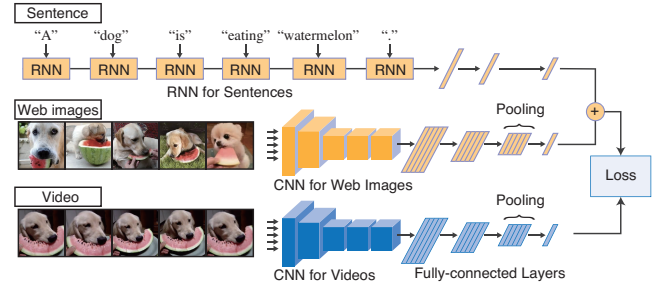 Sentence
“A” “dog” “is” “eating” “watermelon” “.”
RNN RNN RNN RNN RNN RNN
RNN for Sentences
Web images
Pooling
+
CNN for Web Images
Loss
Video
Pooling
CNN for Videos
Fully-connected Layers